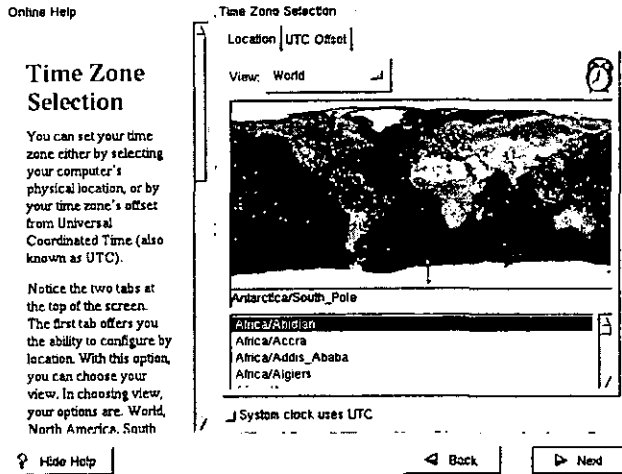 Online Help
Time Zone
Selection
You can set your time
zone either by selecting
your computer's
physical location, or by
your time zone's offset
from Universal
Coordinated Time (also
known as UTC).
Notice the two tabs at
the top of the screen.
The first tab offers you
the ability to configure by
location. With this option,
you can choose your
view. In choosing view,
your options are. World,
North America, South
Hide Help
Time Zone Selection
Location UTC Offset
View: World
Antarctica/South_Pole
Africa/Abidjan
Africa/Accra
Africa/Addis_Ababa
Africa/Algiers
System clock uses UTC
Back Next